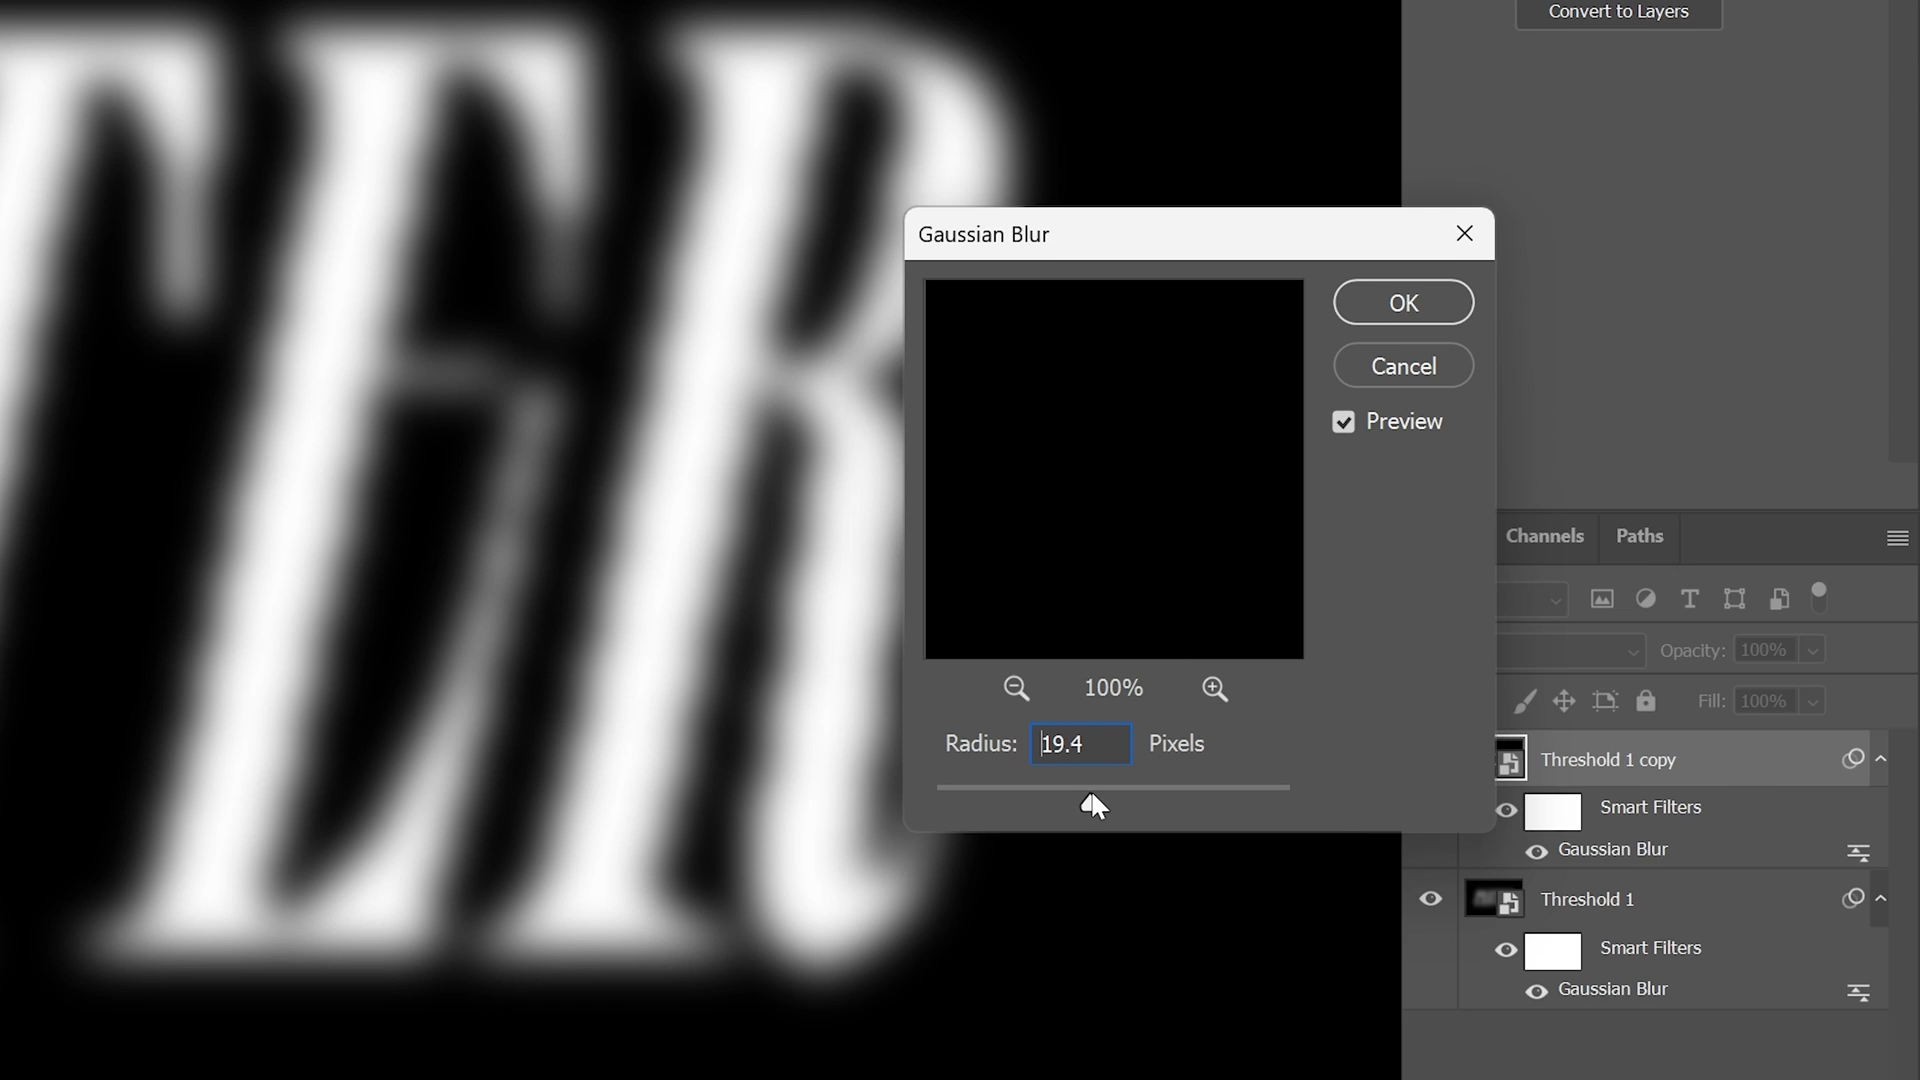 Convert to Layers
TER
Gaussian Blur
OK
Cancel
Preview
100%
Radius: 19.4 Pixels
Channels Paths
Opacity: 100%
Fill: 100%
Threshold 1 copy
Smart Filters
Gaussian Blur
Threshold 1
Smart Filters
Gaussian Blur